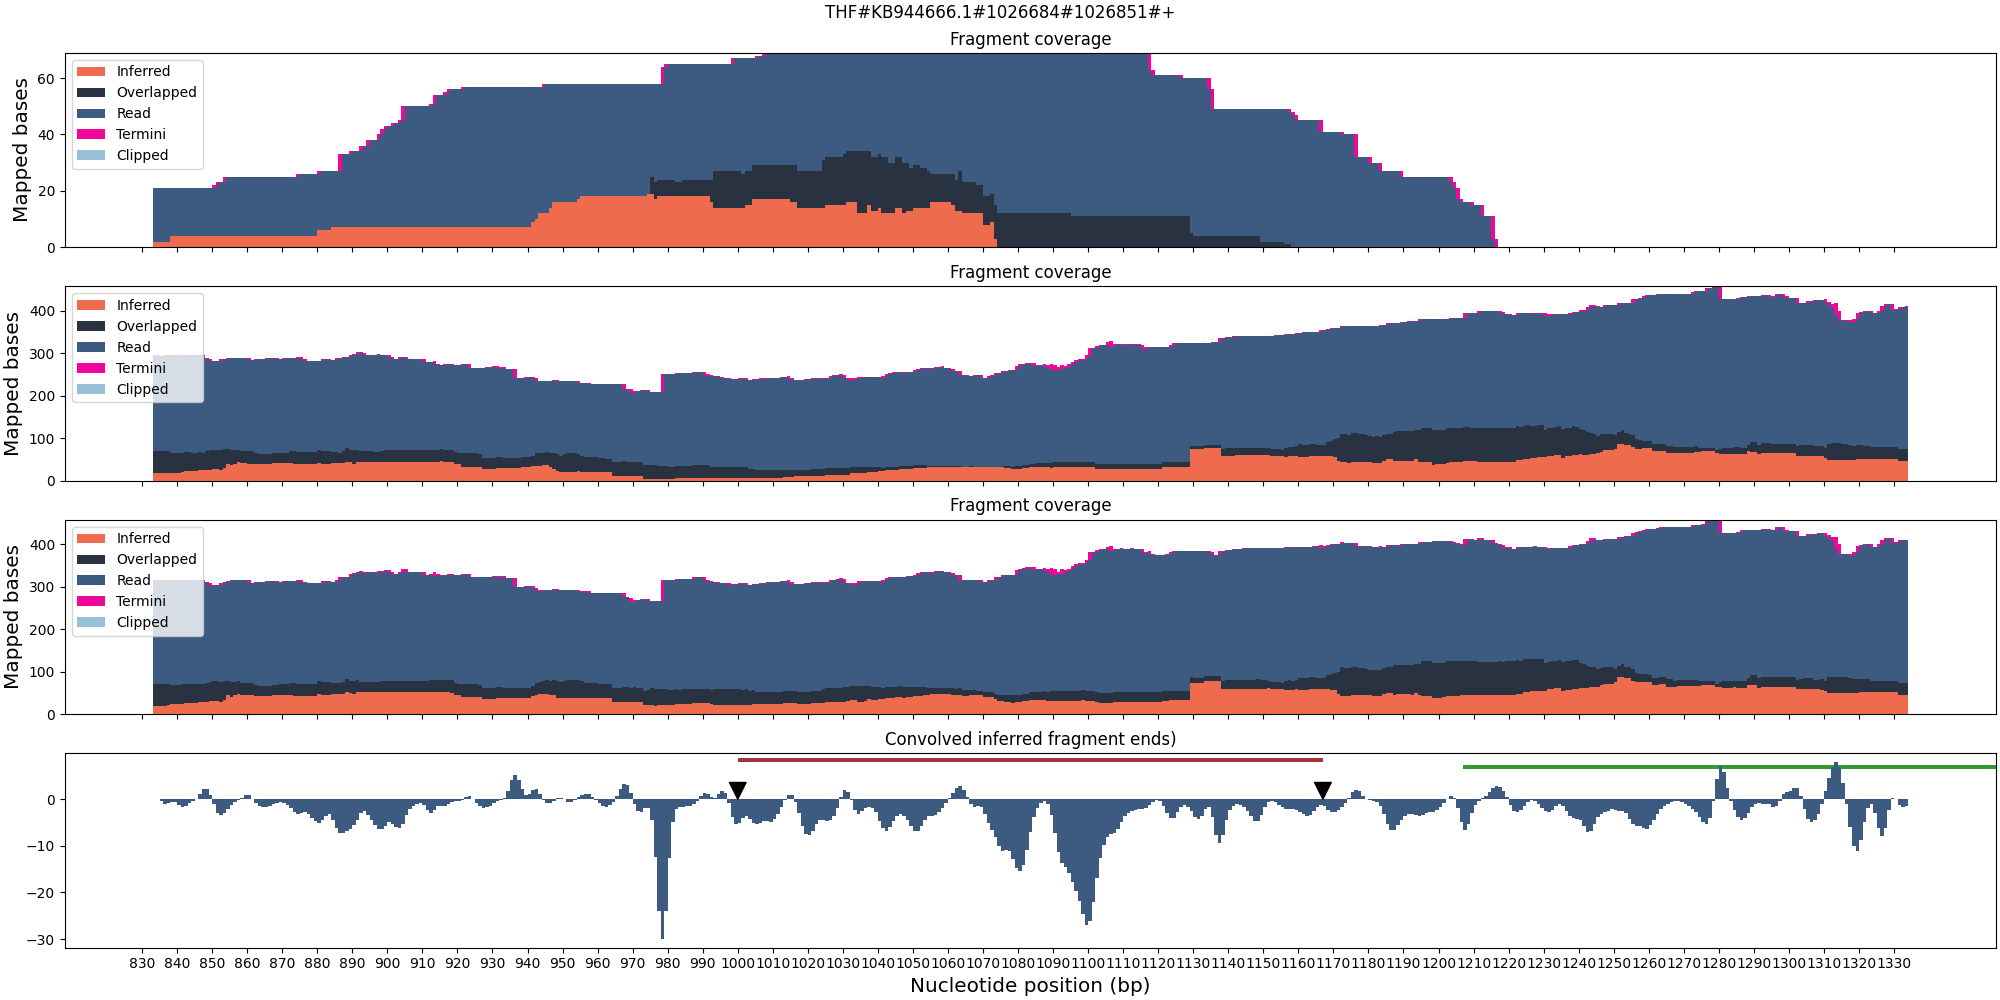 THF#KB944666.1#1026684#1026851#+
Fragment coverage
Mapped bases
60
40
20
0
Inferred
Overlapped
Read
Termini
Clipped
Fragment coverage
Mapped bases
400
300
200
100
0
Inferred
Overlapped
Read
Termini
Clipped
Fragment coverage
Mapped bases
400
300
200
100
0
Inferred
Overlapped
Read
Termini
Clipped
Convolved inferred fragment ends)
0
−10
−20
−30
830 840 850 860 870 880 890 900 910 920 930 940 950 960 970 980 990 1000 1010 1020 1030 1040 1050 1060 1070 1080 1090 1100 1110 1120 1130 1140 1150 1160 1170 1180 1190 1200 1210 1220 1230 1240 1250 1260 1270 1280 1290 1300 1310 1320 1330
Nucleotide position (bp)